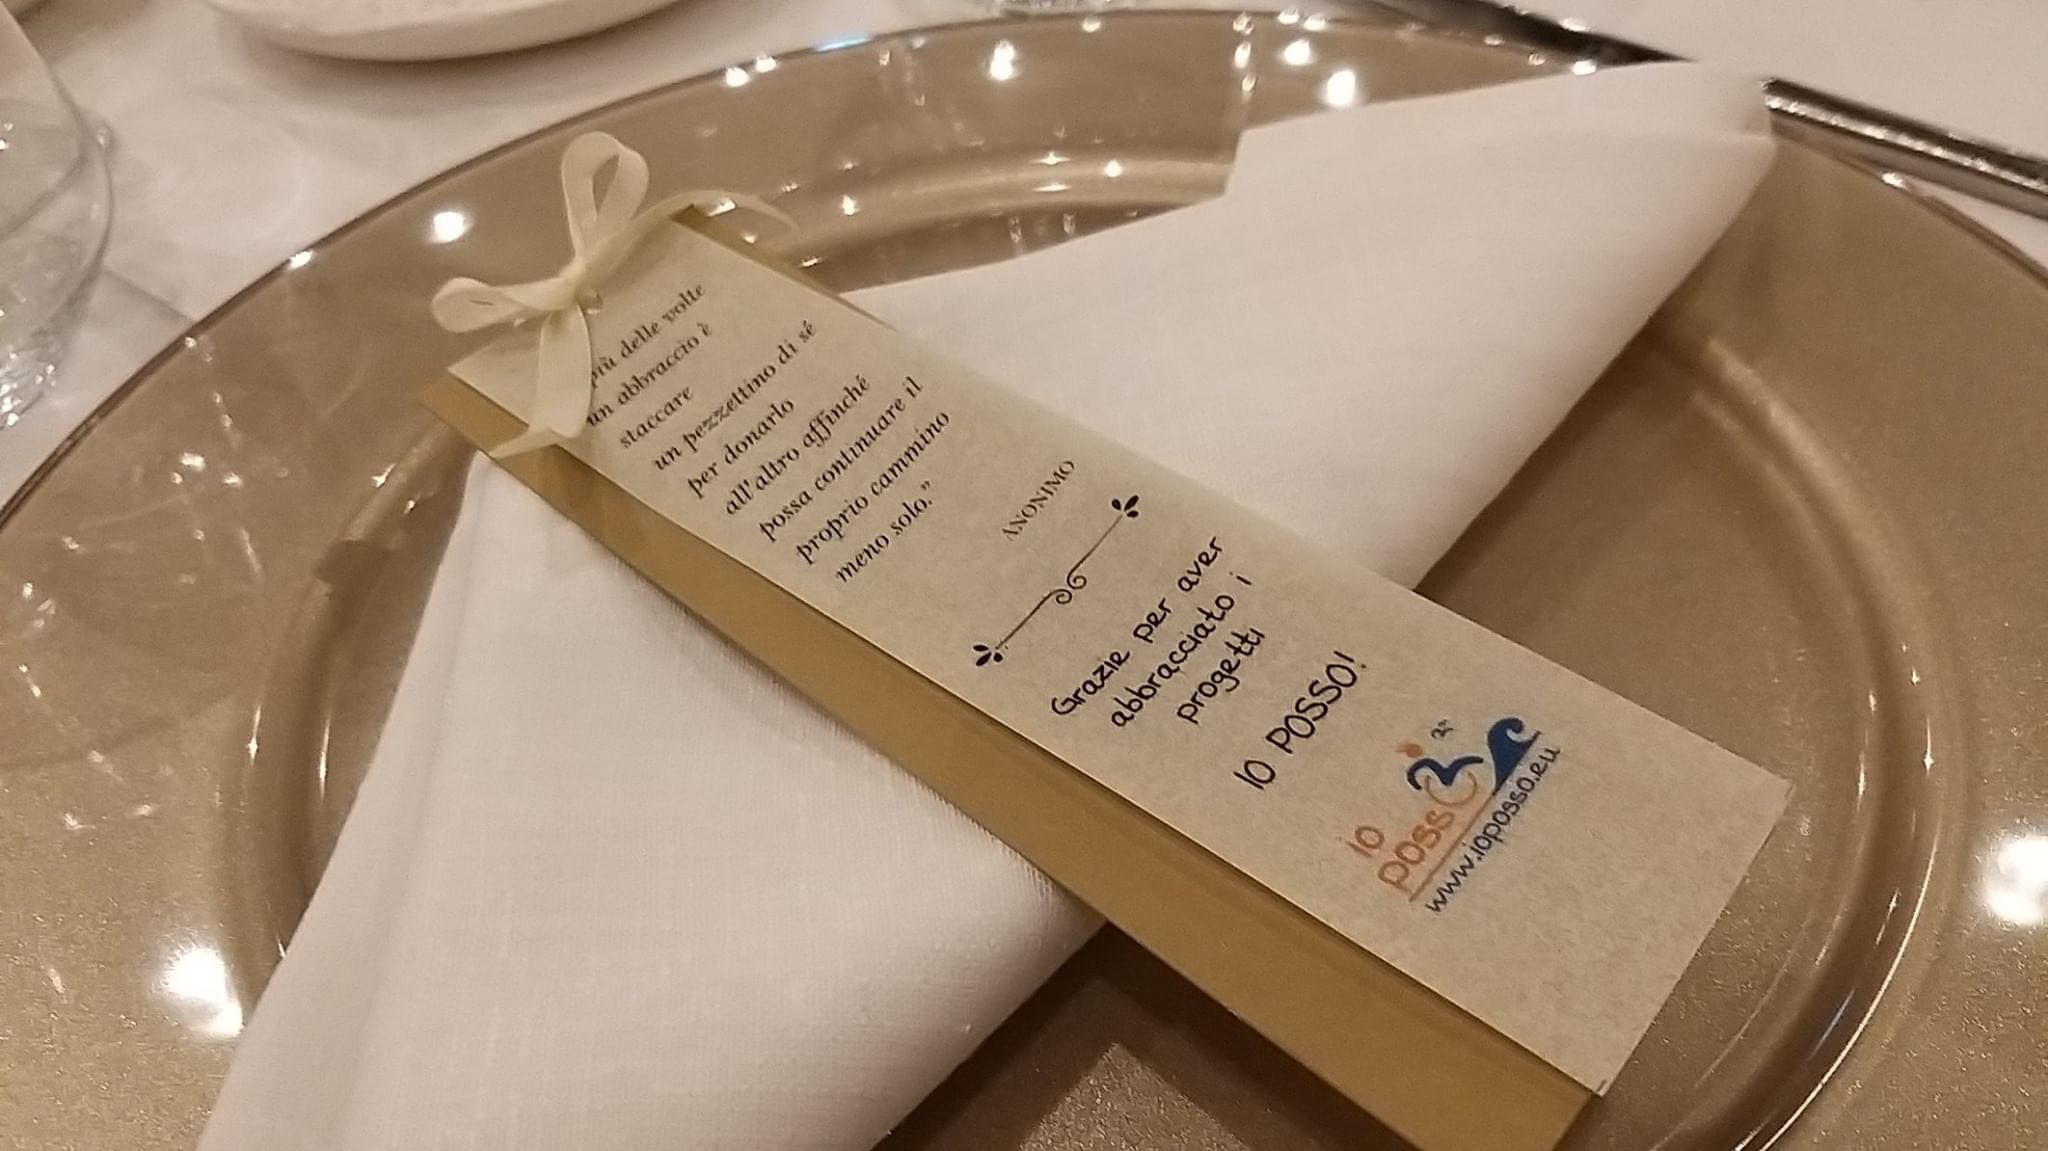 più delle volte
un abbraccio è
staccare
un pezzettino di sé
per donarlo
all'altro affinché
possa continuare il
proprio cammino
meno solo."
ANONIMO
Grazie per aver
abbracciato i
progetti
IO POSSO!
io
posso
www.ioposso.eu